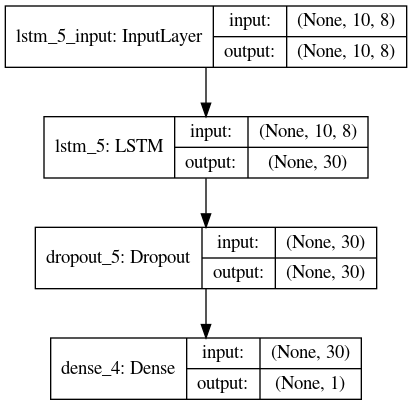 lstm_5_input: InputLayer
input: (None, 10, 8)
output: (None, 10, 8)
lstm_5: LSTM
input: (None, 10, 8)
output: (None, 30)
dropout_5: Dropout
input: (None, 30)
output: (None, 30)
dense_4: Dense
input: (None, 30)
output: (None, 1)